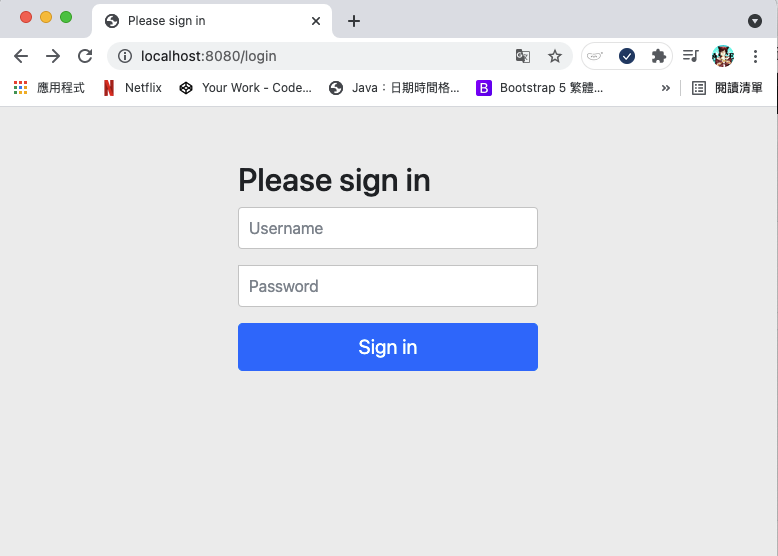 Please sign in
localhost:8080/login
應用程式
Netflix
Your Work - Code...
Java：日期時間格...
B
Bootstrap 5 繁體...
»
閱讀清單
Please sign in
Username
Password
Sign in